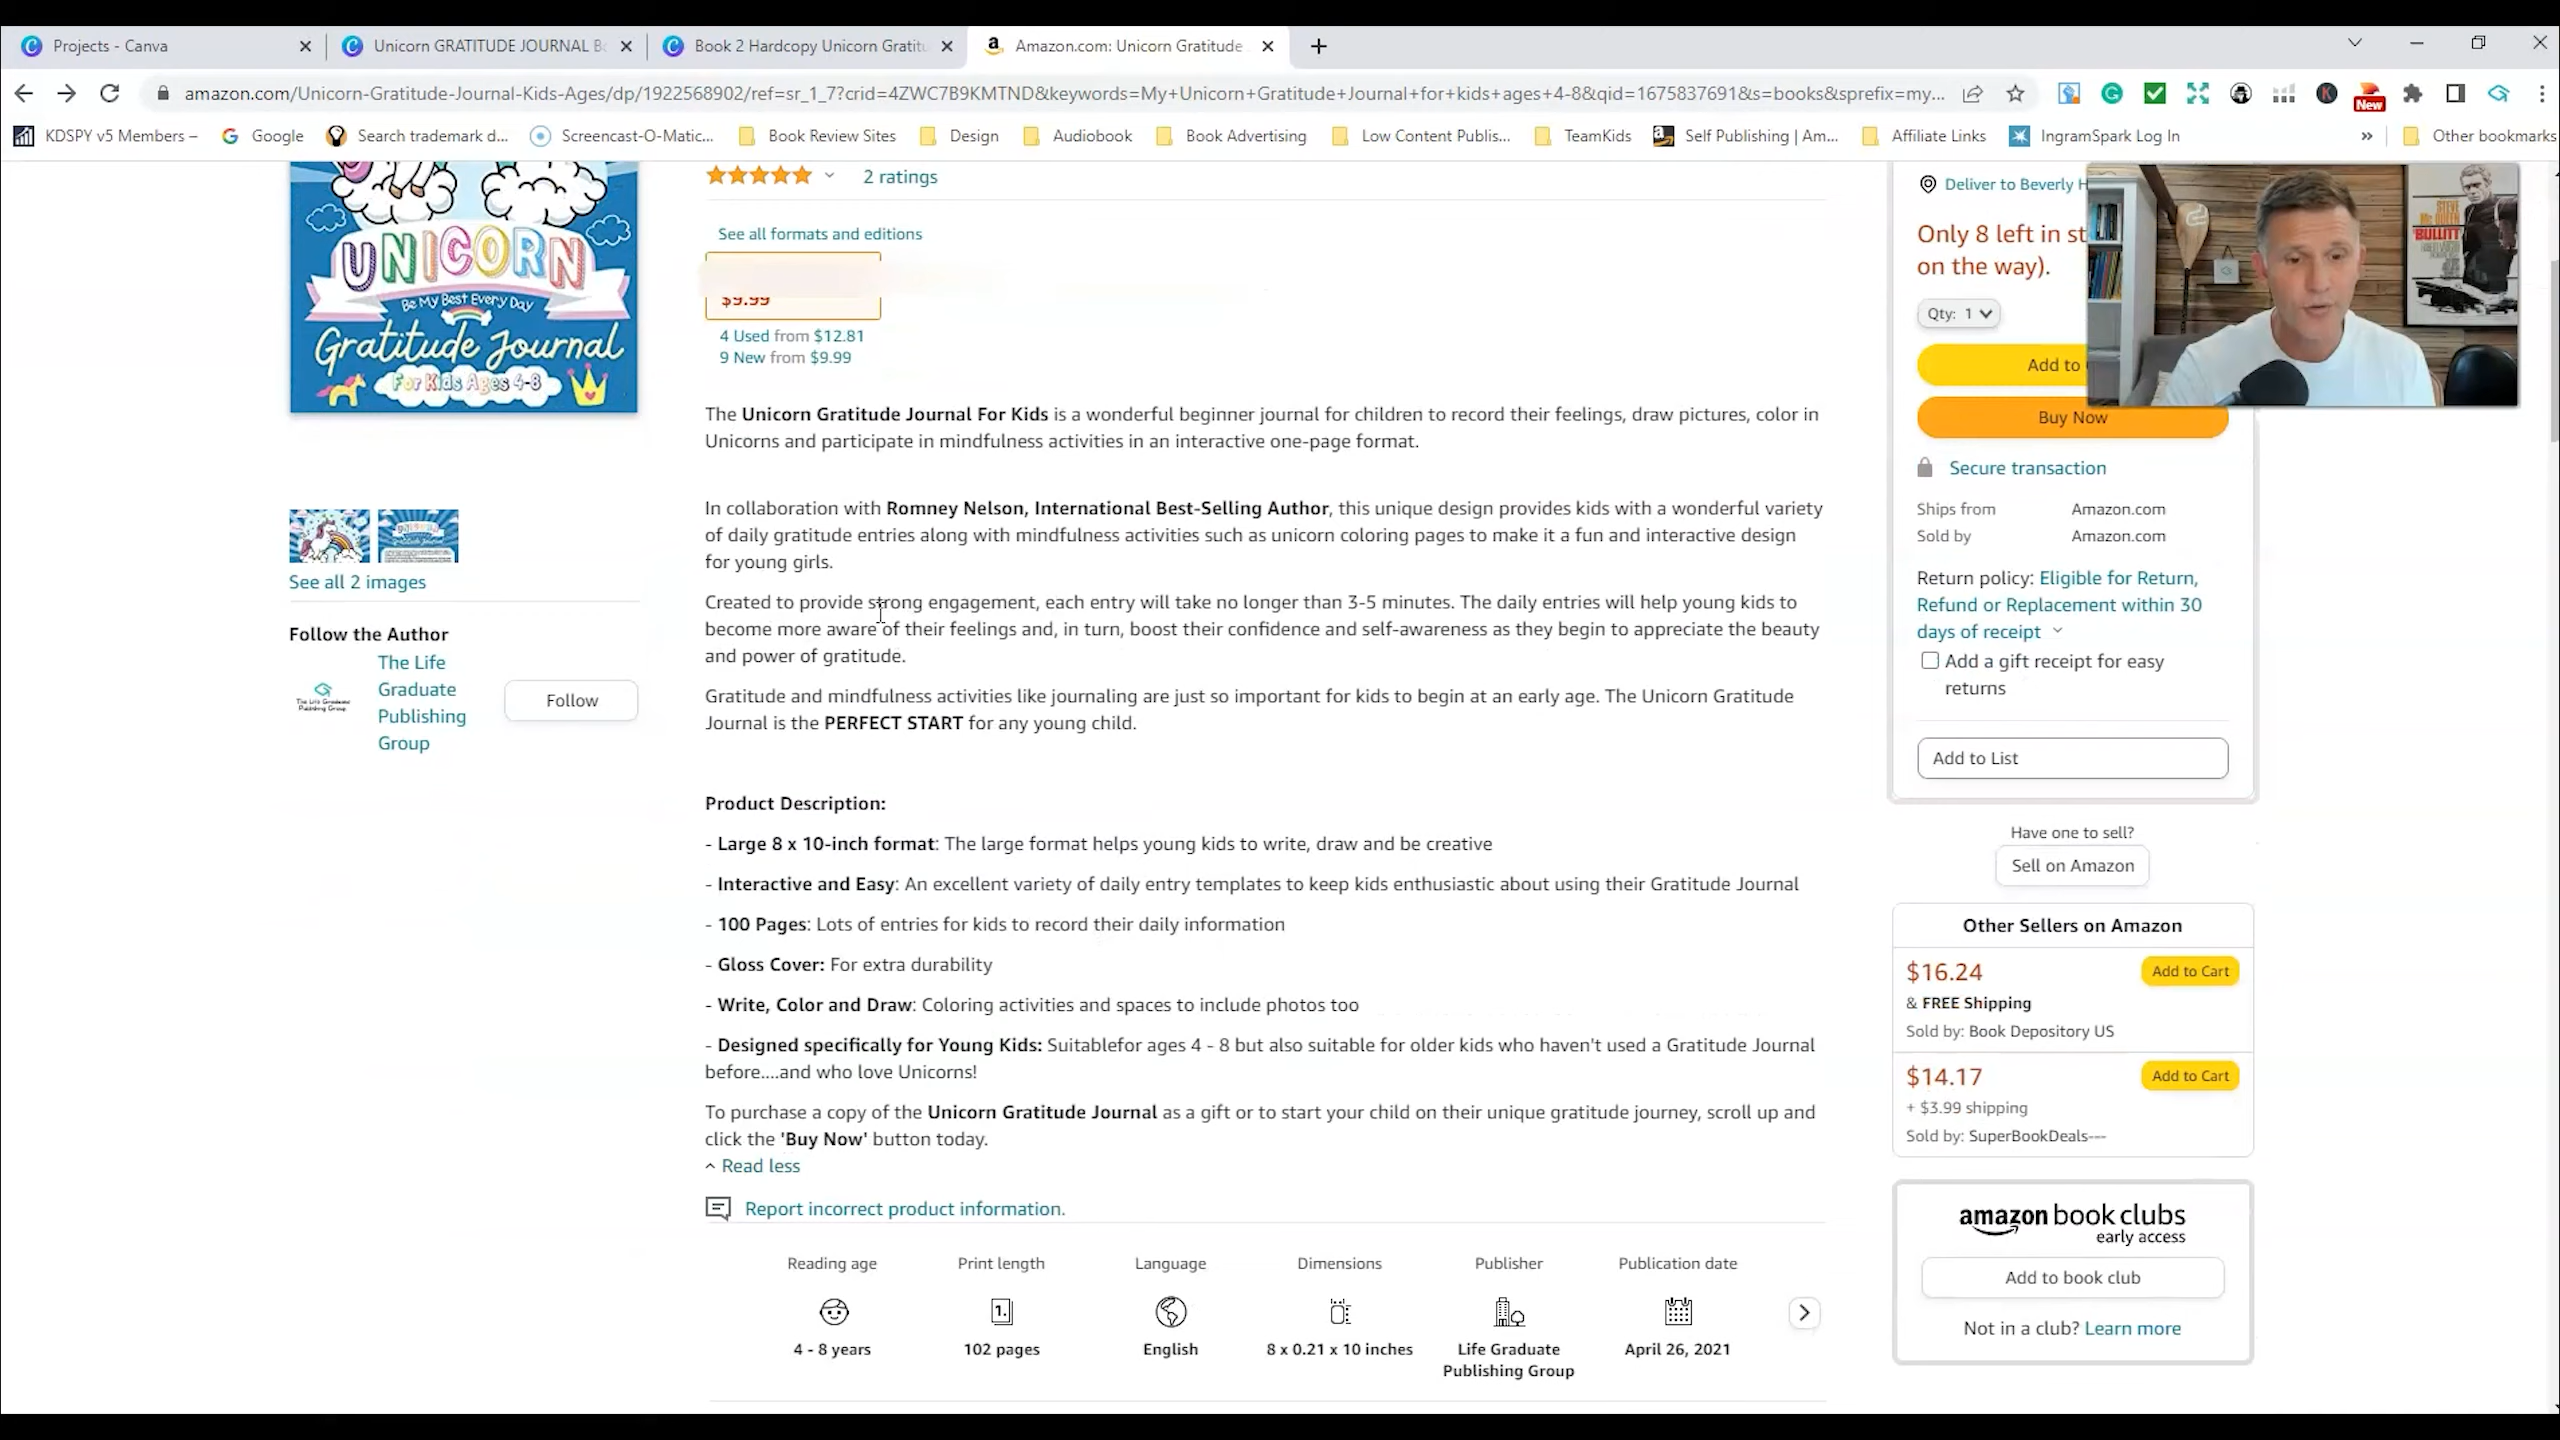 Projects - Canva
Unicorn GRATITUDE JOURNAL B
Book 2 Hardcopy Unicorn Gratitu
Amazon.com: Unicorn Gratitude
amazon.com/Unicorn-Gratitude-Journal-Kids-Ages/dp/1922568902/ref=sr_1_7?crid=4ZWC7B9KMTND&keywords=My+Unicorn+Gratitude+Journal+for+kids+ages+4-8&qid=1675837691&s=books&sprefix=my...
New
KDSPY v5 Members –
Google
Search trademark d...
Screencast-O-Matic...
Book Review Sites
Design
Audiobook
Book Advertising
Low Content Publis...
TeamKids
Self Publishing | Am...
Affiliate Links
IngramSpark Log In
»
Other bookmarks
UNICORN
Be My Best Every Day
Gratitude Journal
For Kids Ages 4-8
See all 2 images
Follow the Author
The Life
Graduate
Publishing
Group
Follow
2 ratings
See all formats and editions
$9.99
4 Used from $12.81
9 New from $9.99
The Unicorn Gratitude Journal For Kids is a wonderful beginner journal for children to record their feelings, draw pictures, color in
Unicorns and participate in mindfulness activities in an interactive one-page format.
In collaboration with Romney Nelson, International Best-Selling Author, this unique design provides kids with a wonderful variety
of daily gratitude entries along with mindfulness activities such as unicorn coloring pages to make it a fun and interactive design
for young girls.
Created to provide strong engagement, each entry will take no longer than 3-5 minutes. The daily entries will help young kids to
become more aware of their feelings and, in turn, boost their confidence and self-awareness as they begin to appreciate the beauty
and power of gratitude.
Gratitude and mindfulness activities like journaling are just so important for kids to begin at an early age. The Unicorn Gratitude
Journal is the PERFECT START for any young child.
Product Description:
- Large 8 x 10-inch format: The large format helps young kids to write, draw and be creative
- Interactive and Easy: An excellent variety of daily entry templates to keep kids enthusiastic about using their Gratitude Journal
- 100 Pages: Lots of entries for kids to record their daily information
- Gloss Cover: For extra durability
- Write, Color and Draw: Coloring activities and spaces to include photos too
- Designed specifically for Young Kids: Suitablefor ages 4 - 8 but also suitable for older kids who haven't used a Gratitude Journal
before....and who love Unicorns!
To purchase a copy of the Unicorn Gratitude Journal as a gift or to start your child on their unique gratitude journey, scroll up and
click the 'Buy Now' button today.
Read less
Report incorrect product information.
Reading age
4 - 8 years
Print length
1.
102 pages
Language
English
Dimensions
8 x 0.21 x 10 inches
Publisher
Life Graduate
Publishing Group
Publication date
April 26, 2021
Deliver to Beverly H
Only 8 left in st
on the way).
Qty: 1
Add to
Buy Now
Secure transaction
Ships from Amazon.com
Sold by Amazon.com
Return policy: Eligible for Return,
Refund or Replacement within 30
days of receipt
Add a gift receipt for easy
returns
Add to List
Have one to sell?
Sell on Amazon
Other Sellers on Amazon
$16.24 Add to Cart
& FREE Shipping
Sold by: Book Depository US
$14.17 Add to Cart
+ $3.99 shipping
Sold by: SuperBookDeals---
amazon book clubs
early access
Add to book club
Not in a club? Learn more
STEVE
McQUEEN
BULLITT